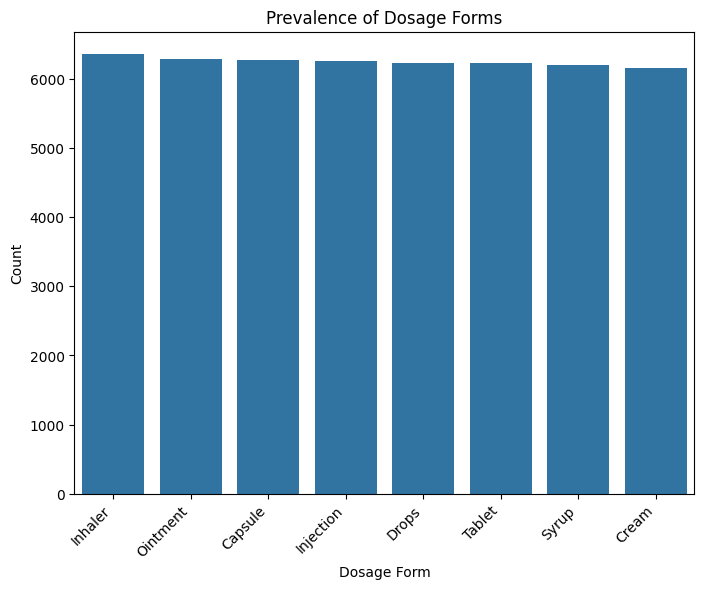 Prevalence of Dosage Forms
6000
5000
4000
3000
2000
1000
0
Count
Inhaler
Ointment
Capsule
Injection
Drops
Tablet
Syrup
Cream
Dosage Form